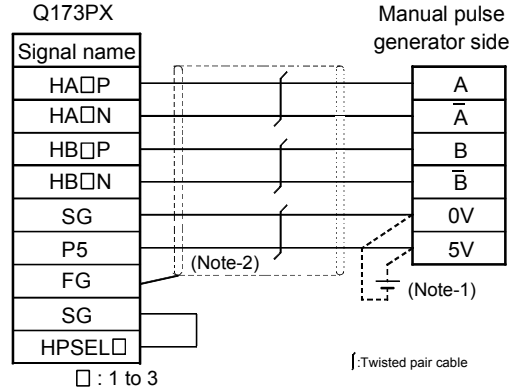 Q173PX
Manual pulse
generator side
Signal name
HA□P
A
HA□N
A̅
HB□P
B
HB□N
B̅
SG
0V
P5
5V
(Note-2)
FG
(Note-1)
SG
HPSEL□
:Twisted pair cable
□ : 1 to 3